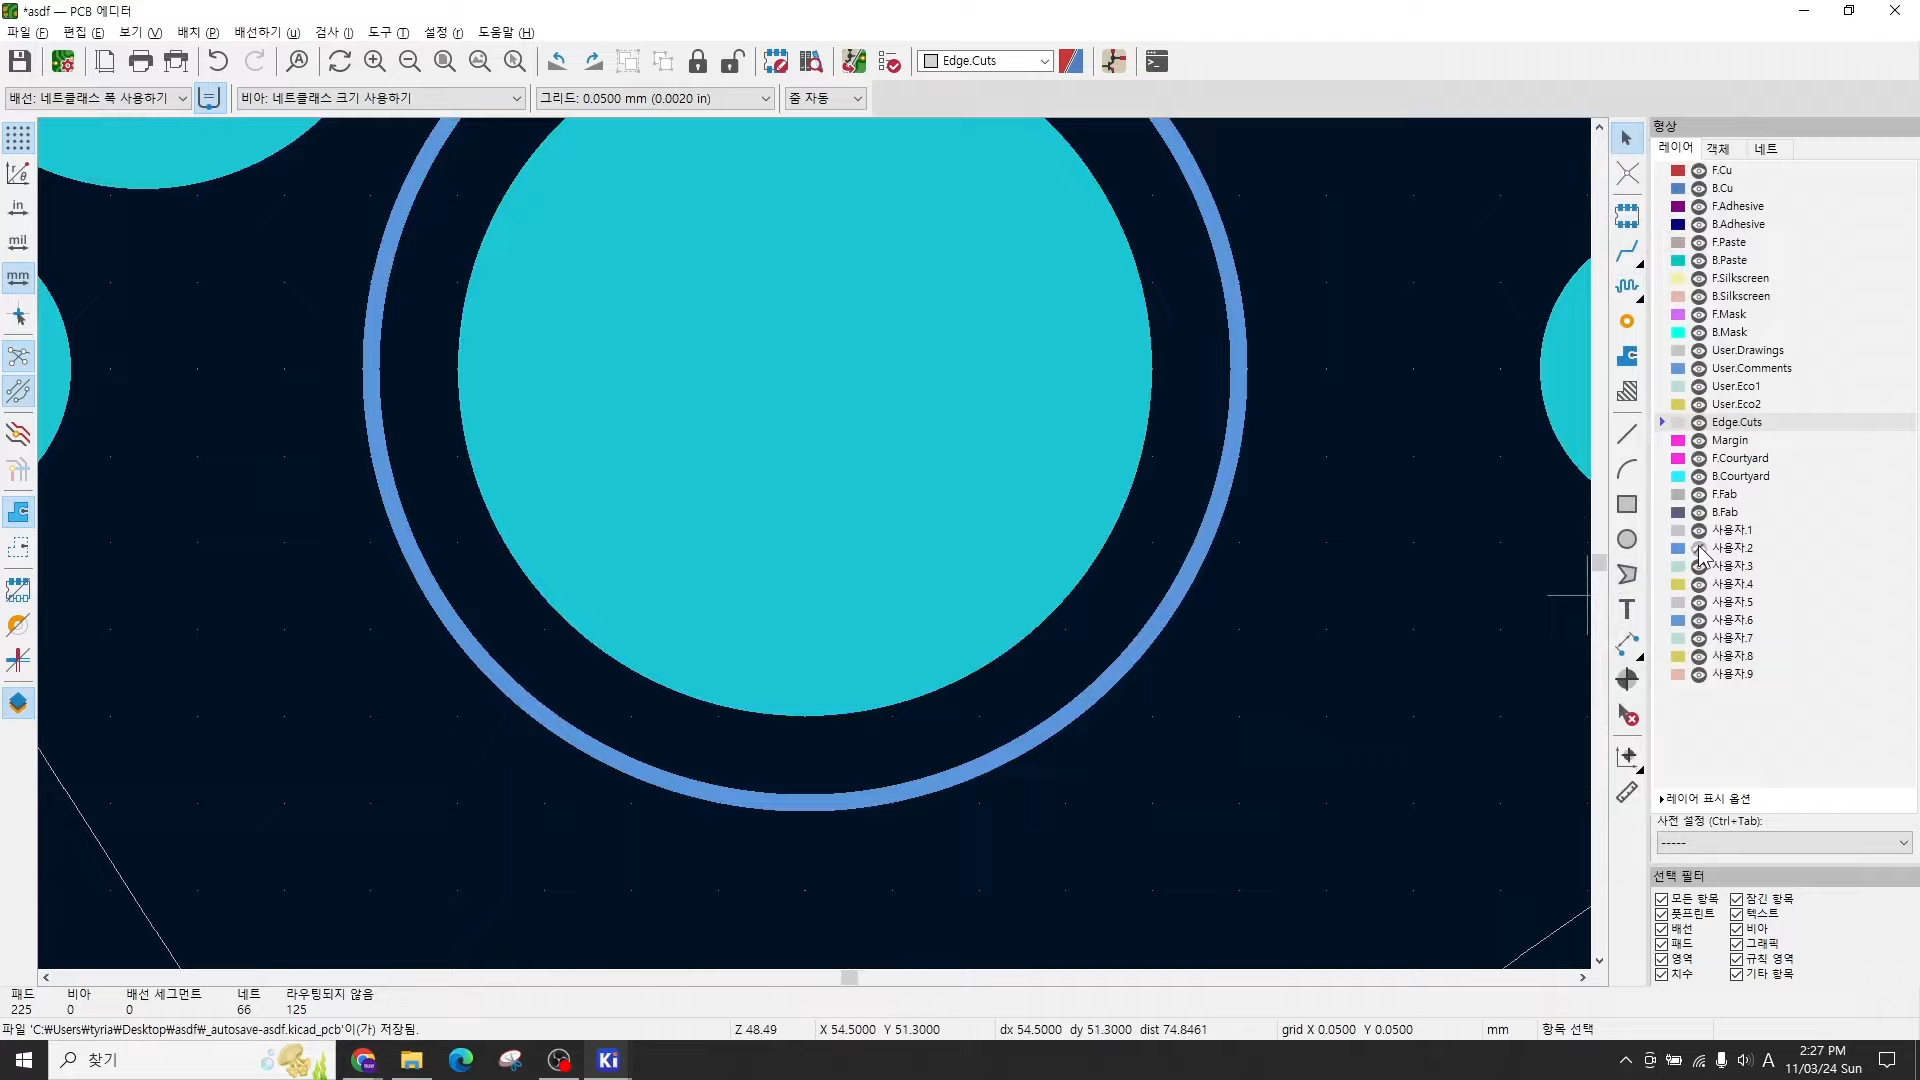 *asdf — PCB 에디터
파일 (F) 편집 (E) 보기 (V) 배치 (P) 배선하기 (u) 검사 (I) 도구 (T) 설정 (r) 도움말 (H)
Edge.Cuts
배선: 네트클래스 폭 사용하기 비아: 네트클래스 크기 사용하기 그리드: 0.0500 mm (0.0020 in) 줌 자동
in
mil
mm
형상
레이어 객체 네트
F.Cu
B.Cu
F.Adhesive
B.Adhesive
F.Paste
B.Paste
F.Silkscreen
B.Silkscreen
F.Mask
B.Mask
User.Drawings
User.Comments
User.Eco1
User.Eco2
Edge.Cuts
Margin
F.Courtyard
B.Courtyard
F.Fab
B.Fab
사용자.1
사용자.2
사용자.3
사용자.4
사용자.5
사용자.6
사용자.7
사용자.8
사용자.9
레이어 표시 옵션
사전 설정 (Ctrl+Tab):
-----
선택 필터
모든 항목 잠긴 항목
풋프린트 텍스트
배선 비아
패드 그래픽
영역 규칙 영역
치수 기타 항목
패드 비아 배선 세그먼트 네트 라우팅되지 않음
225 0 0 66 125
파일 'C:₩Users₩tyria₩Desktop₩asdf₩_autosave-asdf.kicad_pcb'이(가) 저장됨. Z 48.49 X 54.5000 Y 51.3000 dx 54.5000 dy 51.3000 dist 74.8461 grid X 0.0500 Y 0.0500 mm 항목 선택
찾기
Ki
A
2:27 PM
11/03/24 Sun